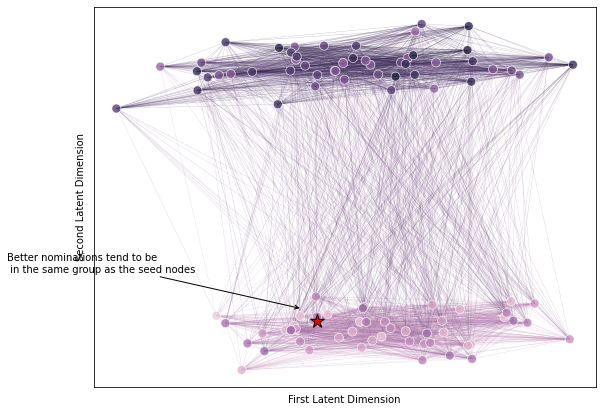 Second Latent Dimension
Better nominations tend to be
in the same group as the seed nodes
First Latent Dimension